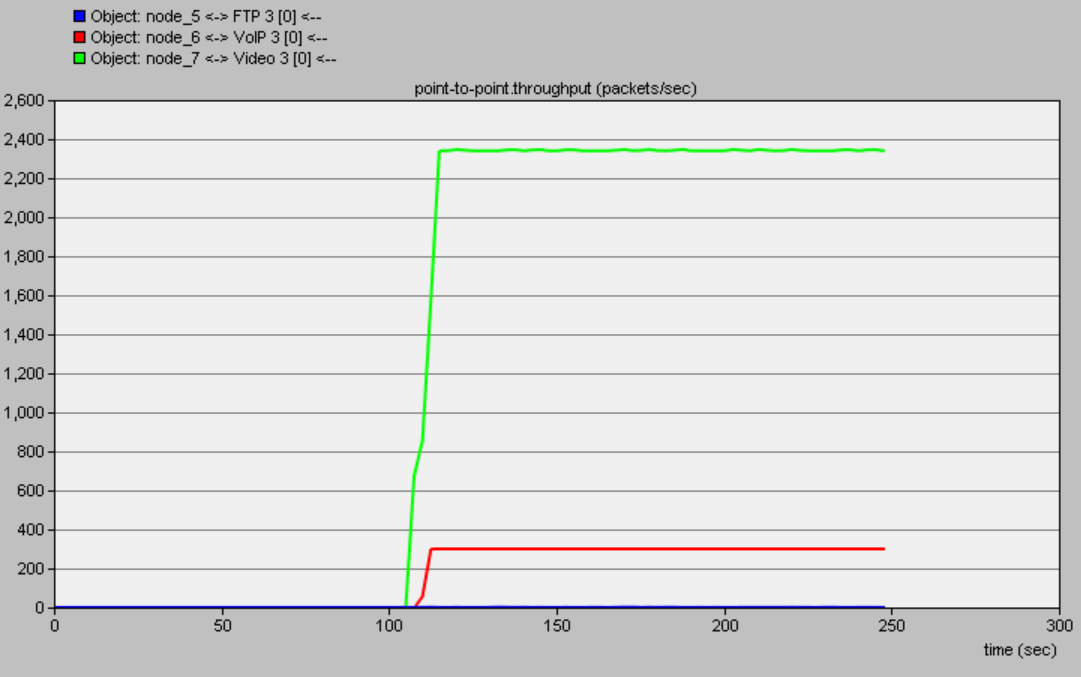 Object: node_5 <-> FTP 3 [0] <--
Object: node_6 <-> VoIP 3 [0] <--
Object: node_7 <-> Video 3 [0] <--
point-to-point.throughput (packets/sec)
2,600
2,400
2,200
2,000
1,800
1,600
1,400
1,200
1,000
800
600
400
200
0
0 50 100 150 200 250 300
time (sec)